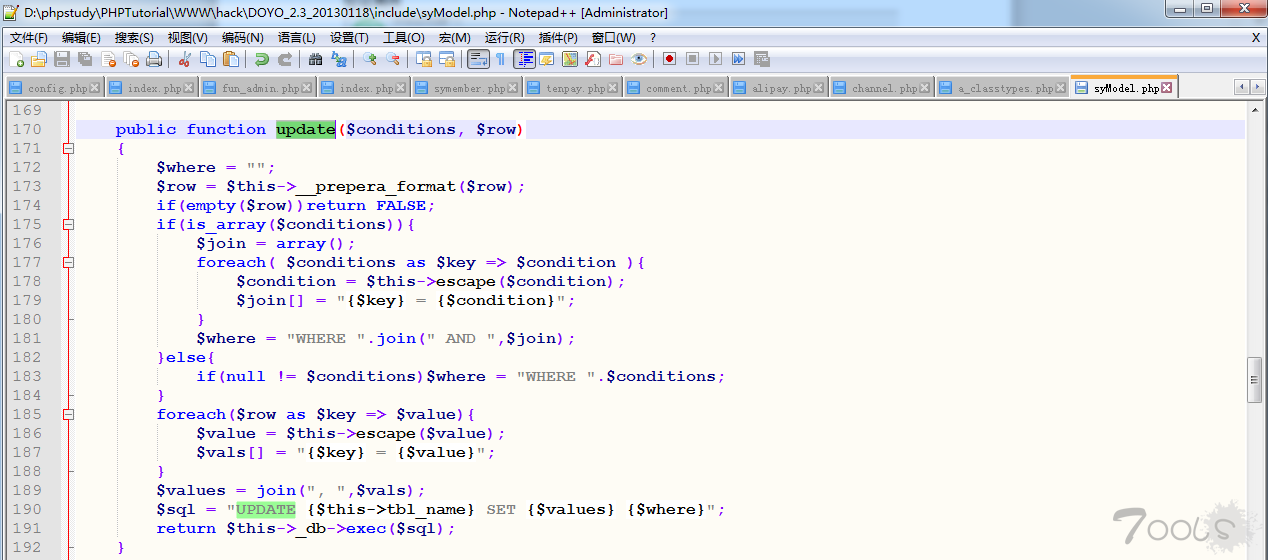 D:\phpstudy\PHPTutorial\WWW\hack\DOYO_2.3_20130118\include\syModel.php - Notepad++ [Administrator]
文件(F) 编辑(E) 搜索(S) 视图(V) 编码(N) 语言(L) 设置(T) 工具(O) 宏(M) 运行(R) 插件(P) 窗口(W) ? X
config.php index.php fun_admin.php index.php symember.php tenpay.php comment.php alipay.php channel.php a_classtypes.php syModel.php
169
170 public function update($conditions, $row)
171 {
172 $where = "";
173 $row = $this->__prepera_format($row);
174 if(empty($row))return FALSE;
175 if(is_array($conditions)){
176 $join = array();
177 foreach( $conditions as $key => $condition ){
178 $condition = $this->escape($condition);
179 $join[] = "{$key} = {$condition}";
180 }
181 $where = "WHERE ".join(" AND ",$join);
182 }else{
183 if(null != $conditions)$where = "WHERE ".$conditions;
184 }
185 foreach($row as $key => $value){
186 $value = $this->escape($value);
187 $vals[] = "{$key} = {$value}";
188 }
189 $values = join(", ",$vals);
190 $sql = "UPDATE {$this->tbl_name} SET {$values} {$where}";
191 return $this->_db->exec($sql);
192 }
7OOLS